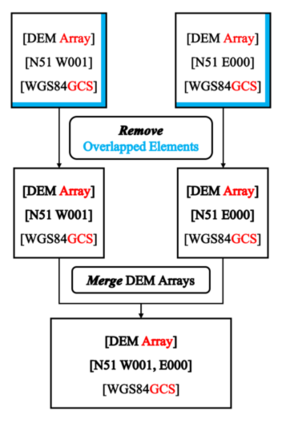 [DEM Array]
[N51 W001]
[WGS84GCS]
[DEM Array]
[N51 E000]
[WGS84GCS]
Remove
Overlapped Elements
[DEM Array]
[N51 W001]
[WGS84GCS]
[DEM Array]
[N51 E000]
[WGS84GCS]
Merge DEM Arrays
[DEM Array]
[N51 W001, E000]
[WGS84GCS]